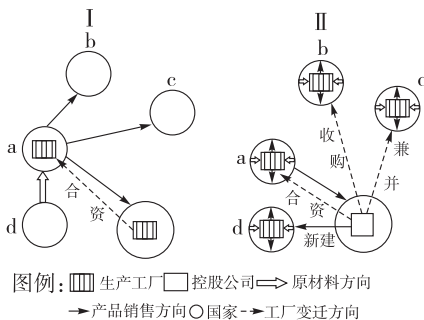 Ⅰ
b
c
a
合
资
d
Ⅱ
b
c
收
购
兼
并
a
合
资
d
新建
图例：生产工厂 控股公司 原材料方向
产品销售方向 国家 工厂变迁方向